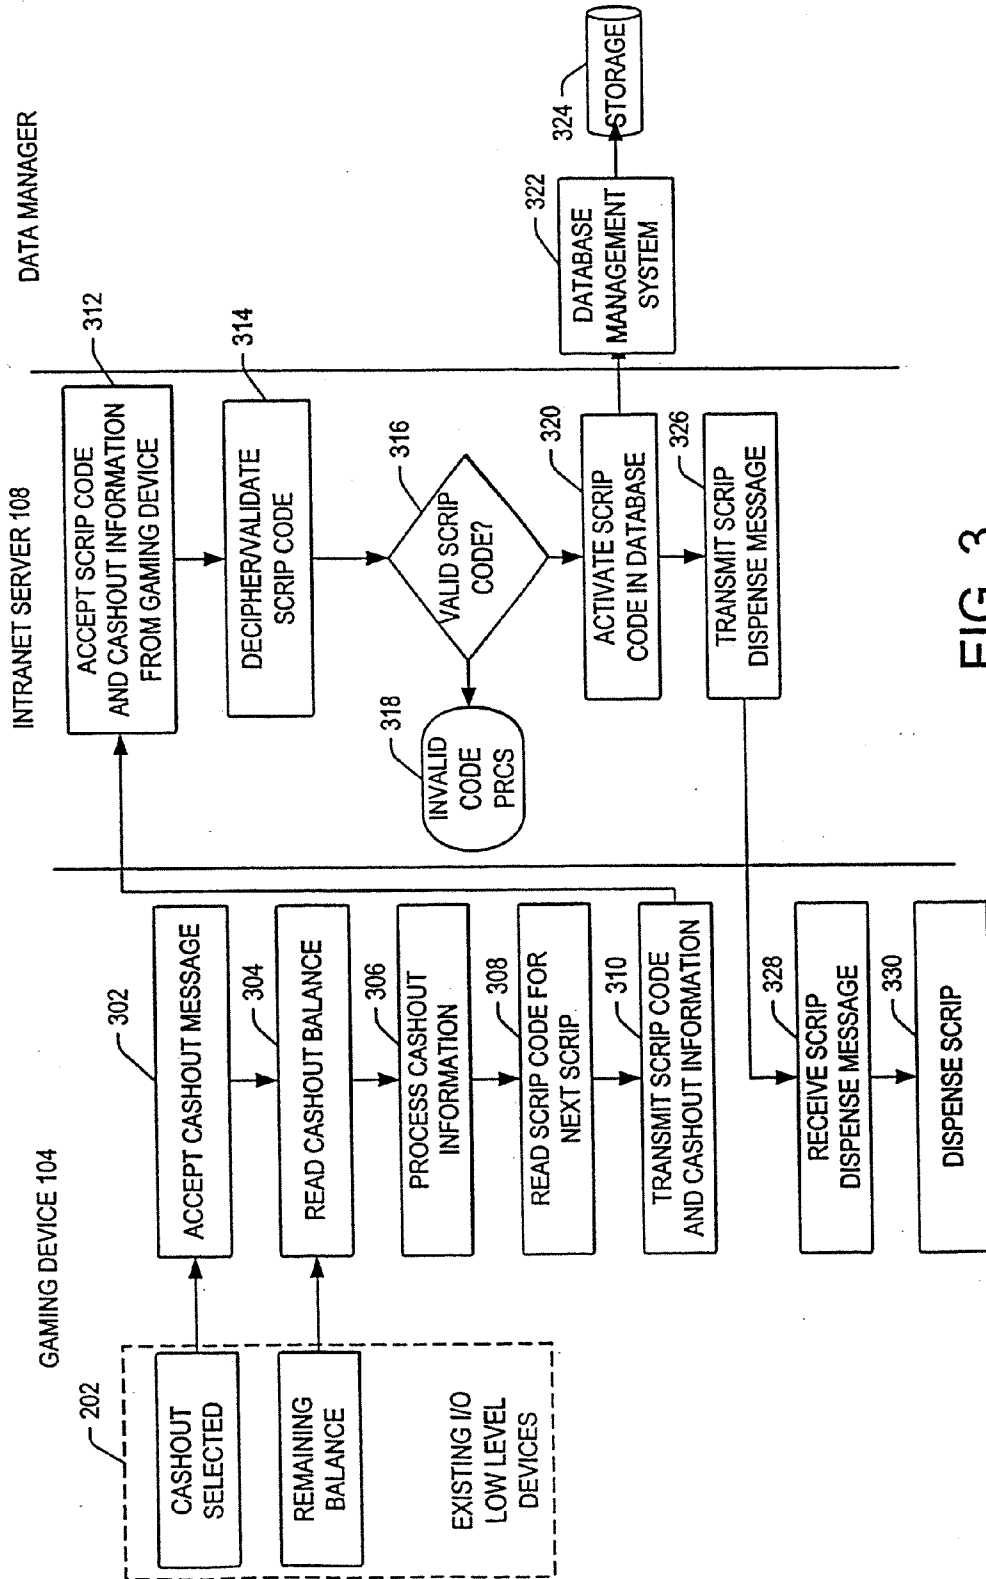 GAMING DEVICE 104
INTRANET SERVER 108
DATA MANAGER
202
CASHOUT
SELECTED
REMAINING
BALANCE
EXISTING I/O
LOW LEVEL
DEVICES
302
ACCEPT CASHOUT MESSAGE
304
READ CASHOUT BALANCE
306
PROCESS CASHOUT
INFORMATION
308
READ SCRIP CODE FOR
NEXT SCRIP
310
TRANSMIT SCRIP CODE
AND CASHOUT INFORMATION
312
ACCEPT SCRIP CODE
AND CASHOUT INFORMATION
FROM GAMING DEVICE
314
DECIPHER/VALIDATE
SCRIP CODE
316
VALID SCRIP
CODE?
318
INVALID
CODE
PRCS
320
ACTIVATE SCRIP
CODE IN DATABASE
322
DATABASE
MANAGEMENT
SYSTEM
324
STORAGE
326
TRANSMIT SCRIP
DISPENSE MESSAGE
328
RECEIVE SCRIP
DISPENSE MESSAGE
330
DISPENSE SCRIP
FIG. 3